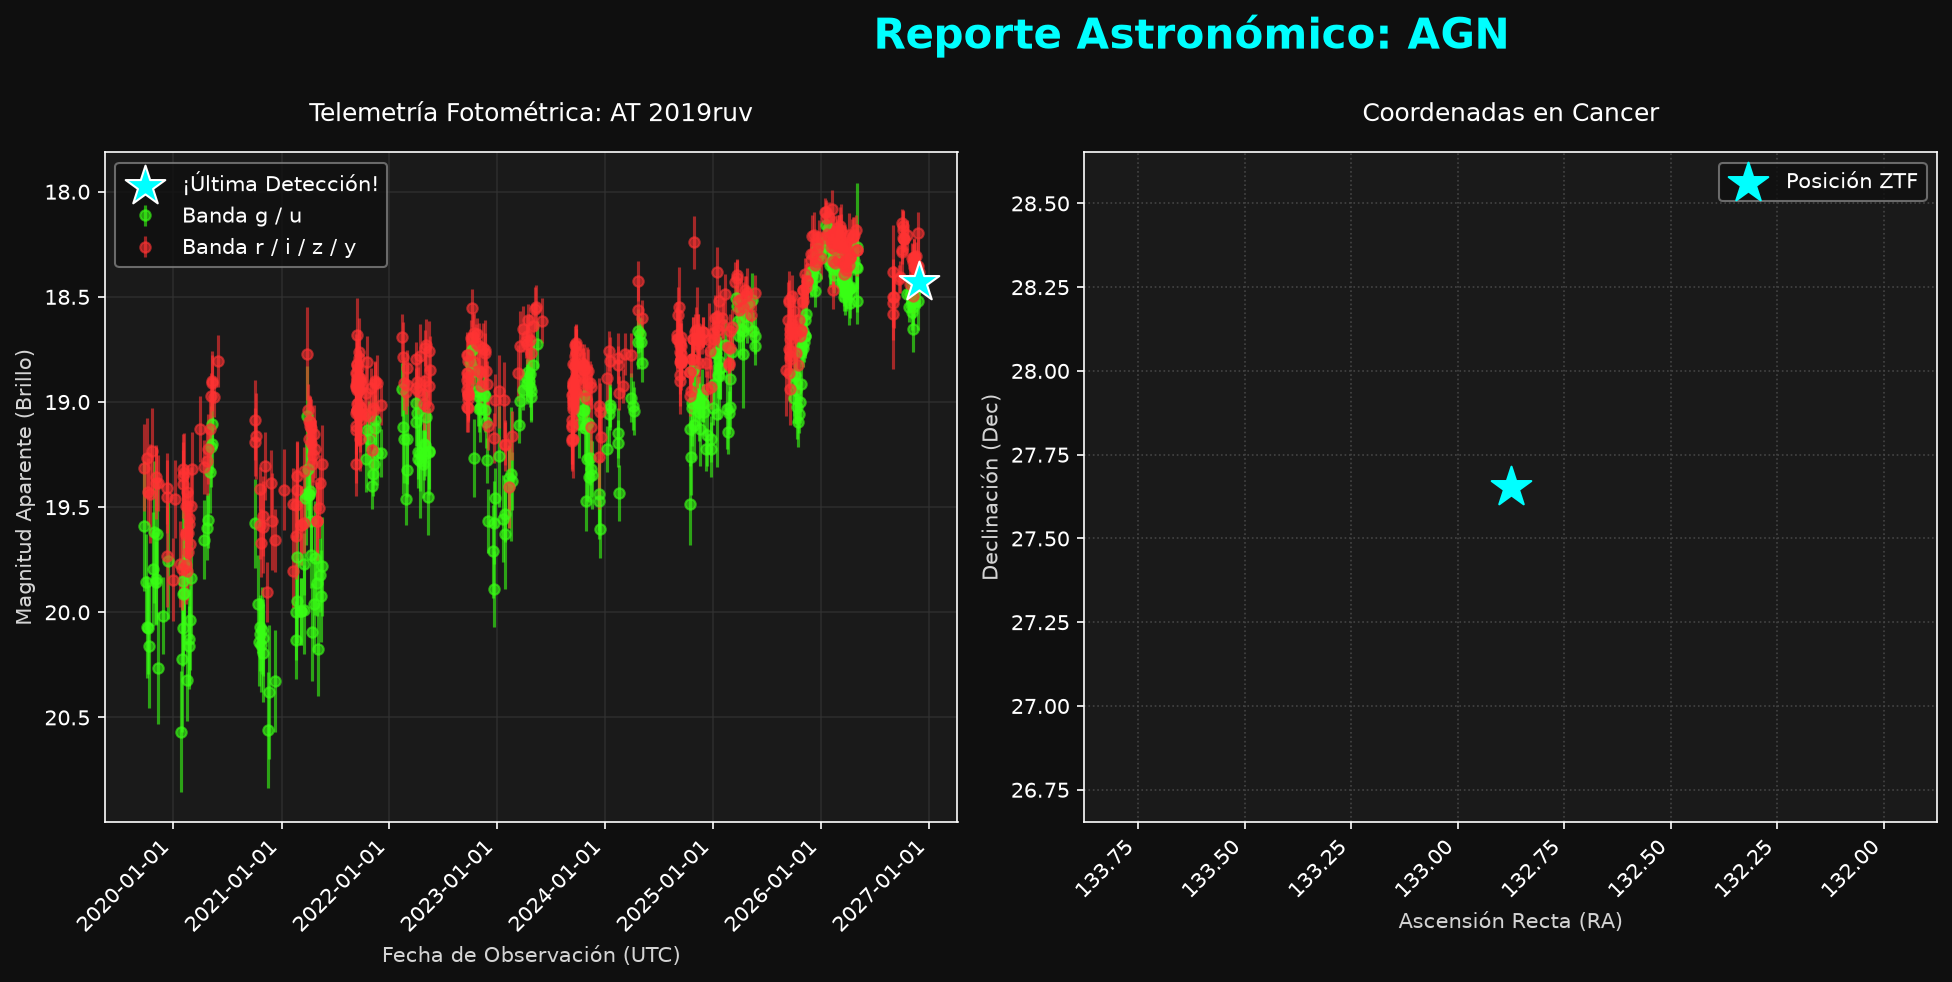 Reporte Astronómico: AGN
Telemetría Fotométrica: AT 2019ruv
¡Última Detección!
Banda g / u
Banda r / i / z / y
Magnitud Aparente (Brillo)
18.0
18.5
19.0
19.5
20.0
20.5
2020-01-01
2021-01-01
2022-01-01
2023-01-01
2024-01-01
2025-01-01
2026-01-01
2027-01-01
Fecha de Observación (UTC)
Coordenadas en Cancer
Posición ZTF
Declinación (Dec)
28.50
28.25
28.00
27.75
27.50
27.25
27.00
26.75
133.75
133.50
133.25
133.00
132.75
132.50
132.25
132.00
Ascensión Recta (RA)